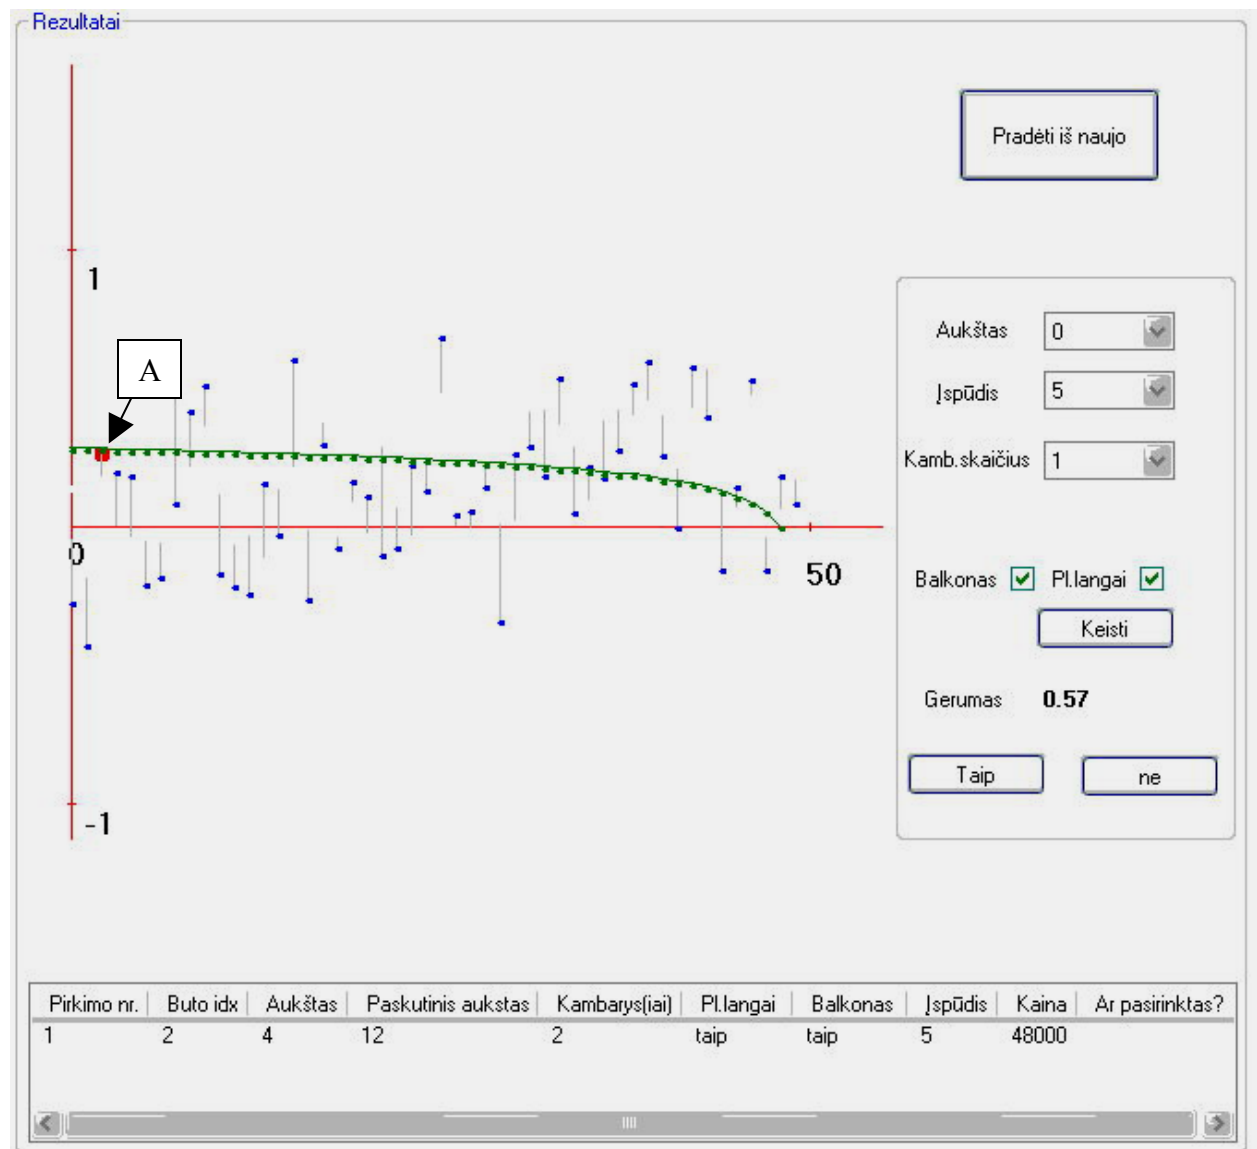 Rezultatai
Pradėti iš naujo
1
A
Aukštas 0
Įspūdis 5
Kamb.skaičius 1
0
50
Balkonas Pl.langai
Keisti
Gerumas 0.57
Taip ne
-1
Pirkimo nr. Buto idx Aukštas Paskutinis aukstas Kambarys(iai) Pl.langai Balkonas Įspūdis Kaina Ar pasirinktas?
1 2 4 12 2 taip taip 5 48000